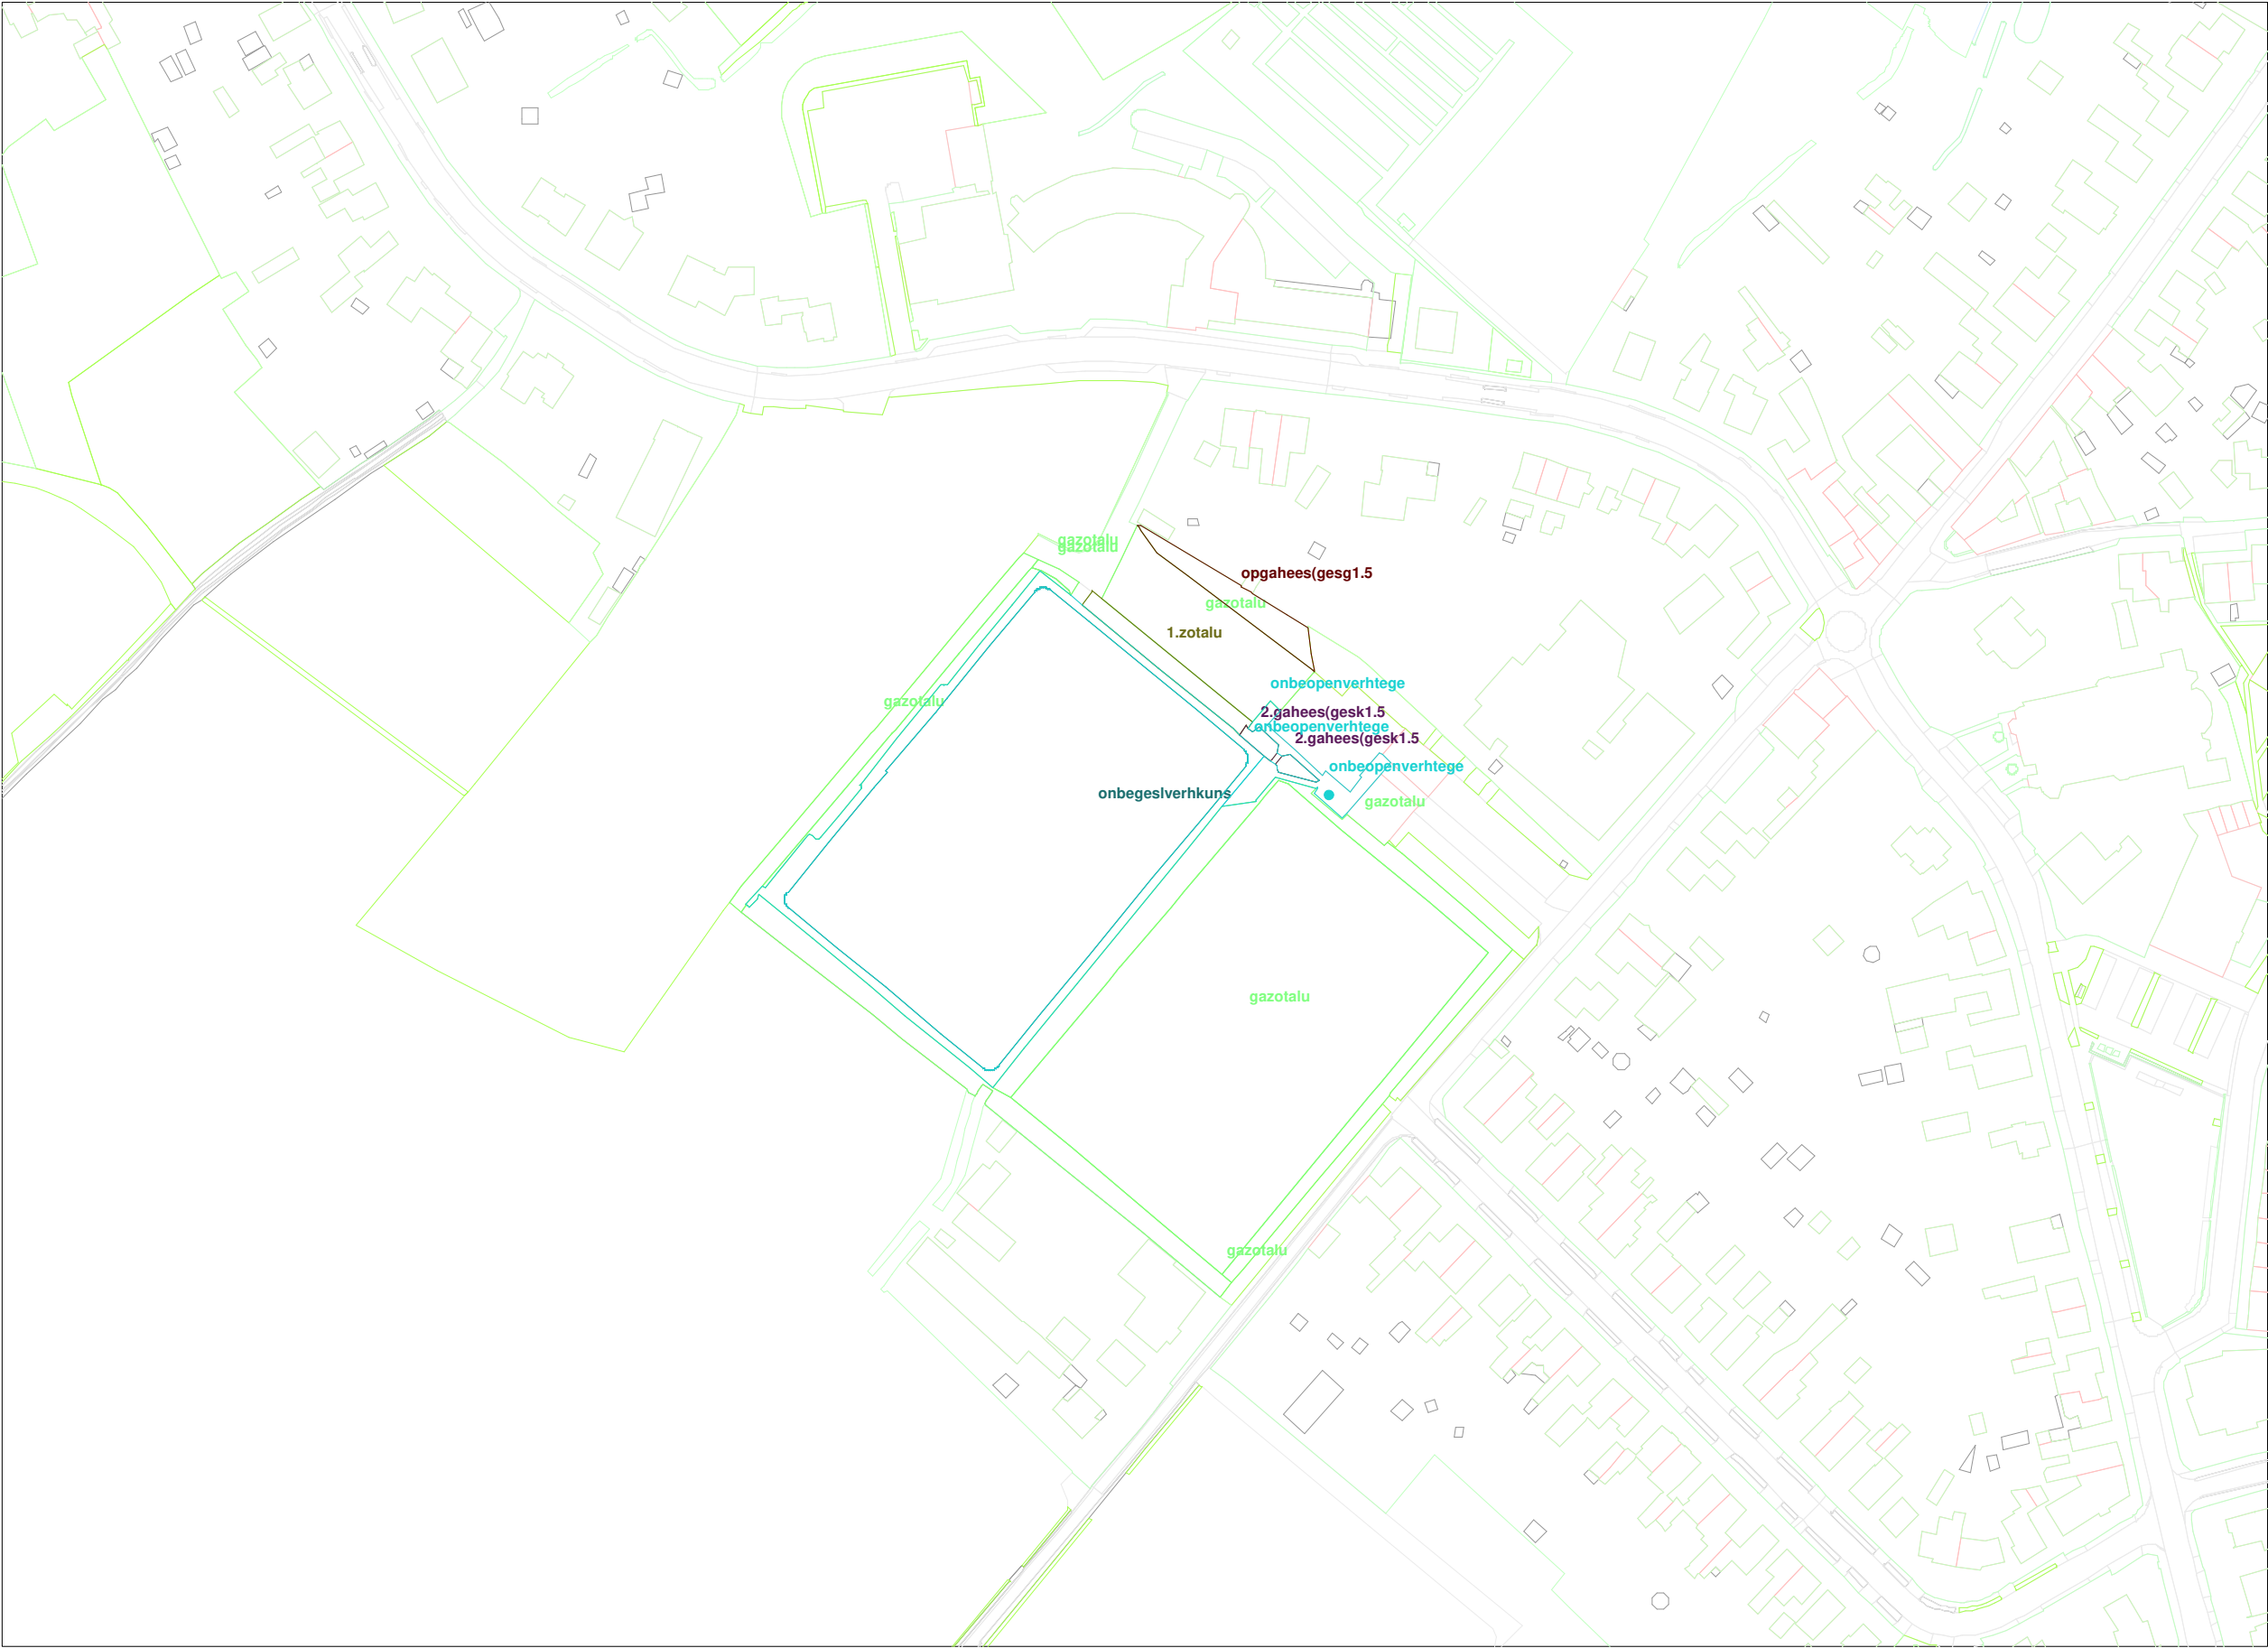 gazotalu
gazotalu
opgahees(gesg1.5
gazotalu
1.zotalu
onbeopenverhtege
gazotalu
2.gahees(gesk1.5
onbeopenverhtege
2.gahees(gesk1.5
onbeopenverhtege
onbegeslverhkuns
gazotalu
gazotalu
gazotalu